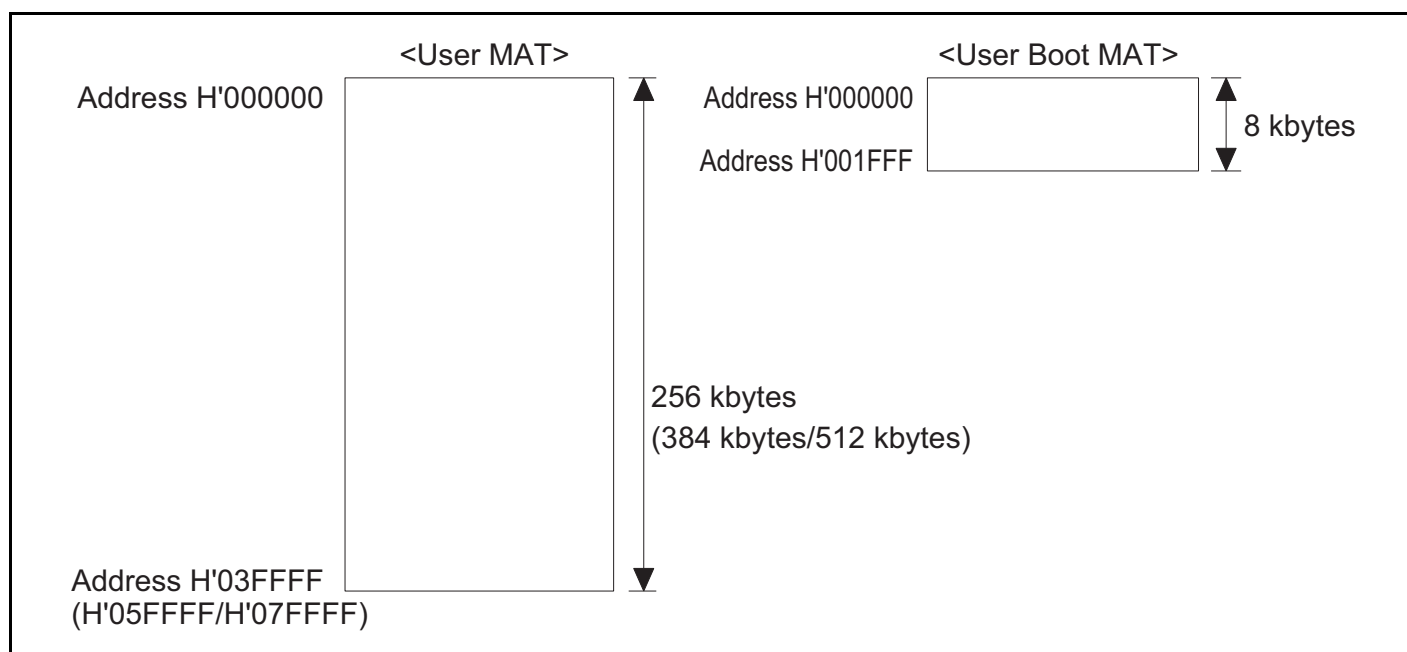 <User MAT>
Address H'000000
256 kbytes
(384 kbytes/512 kbytes)
Address H'03FFFF
(H'05FFFF/H'07FFFF)
<User Boot MAT>
Address H'000000
8 kbytes
Address H'001FFF